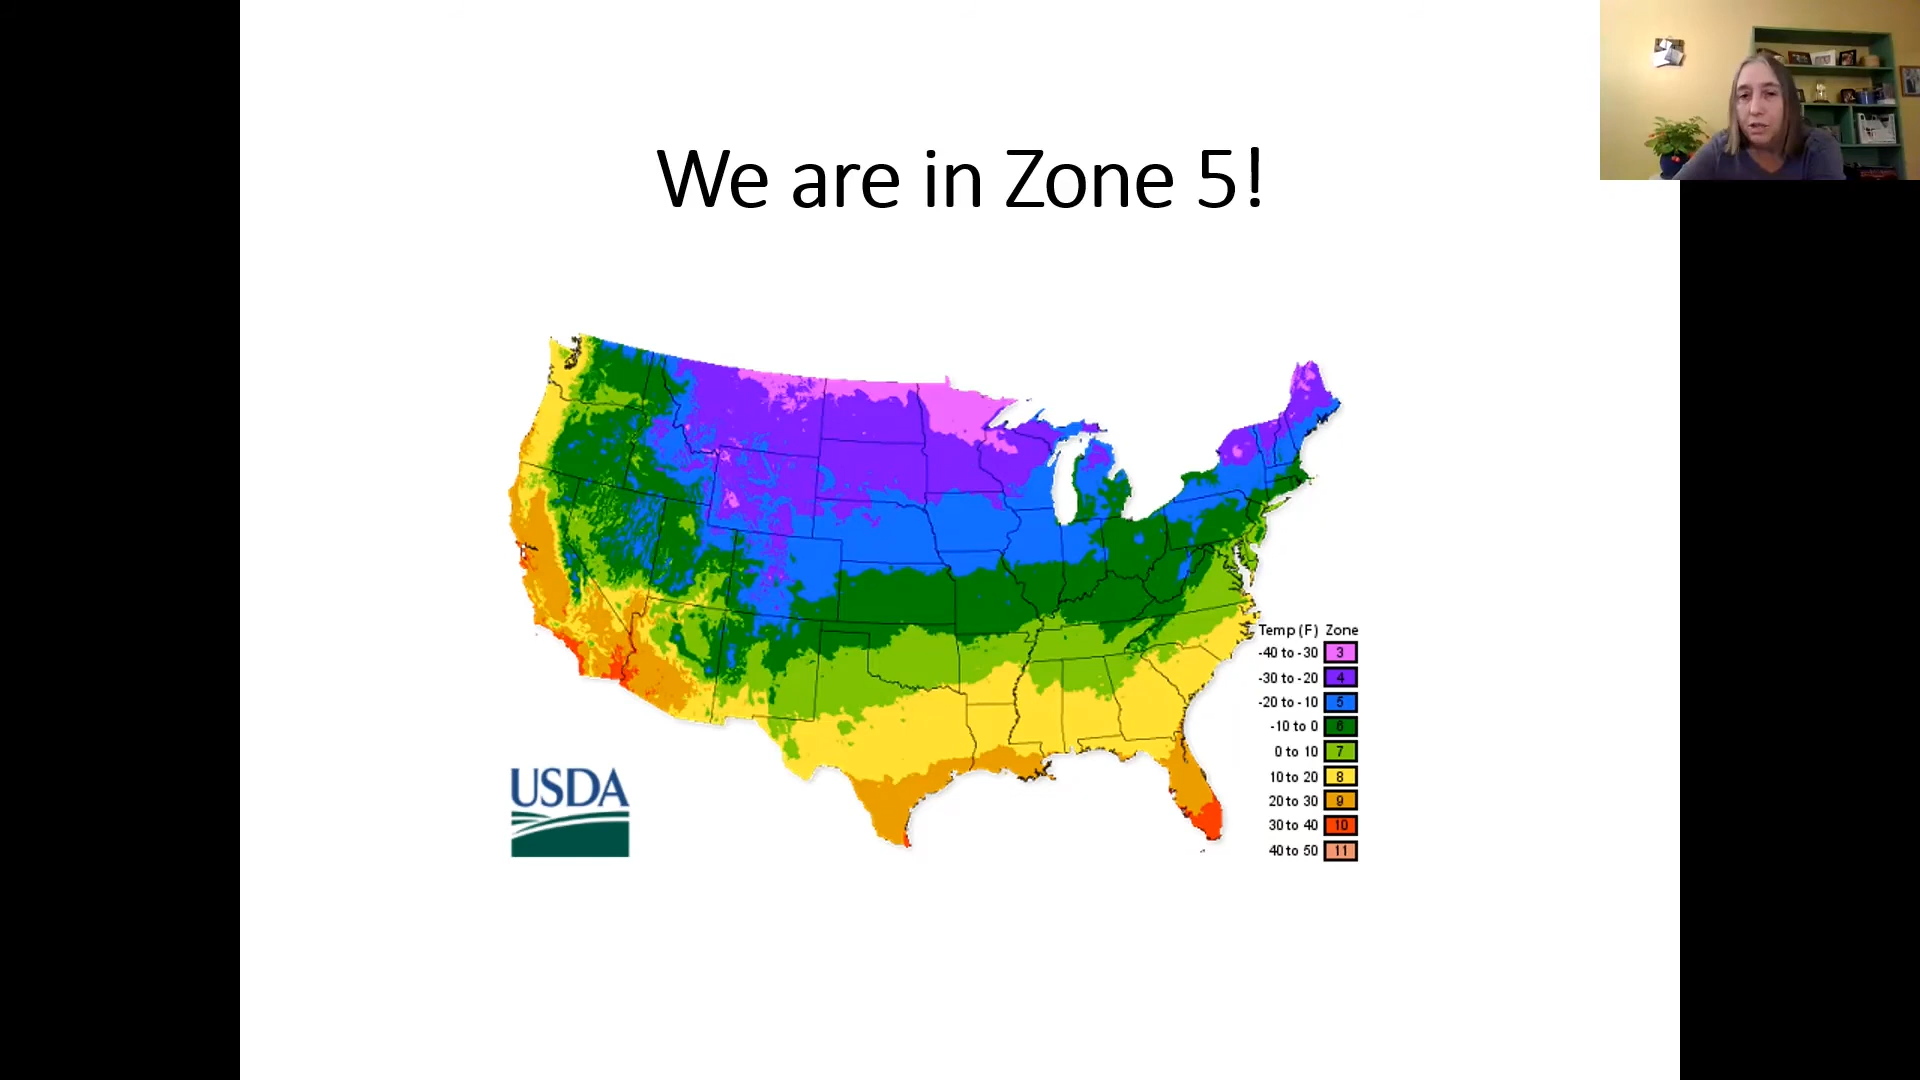 We are in Zone 5!
Temp (F) Zone
-40 to -30 3
-30 to -20 4
-20 to -10 5
-10 to 0 6
0 to 10 7
10 to 20 8
20 to 30 9
30 to 40 10
40 to 50 11
USDA